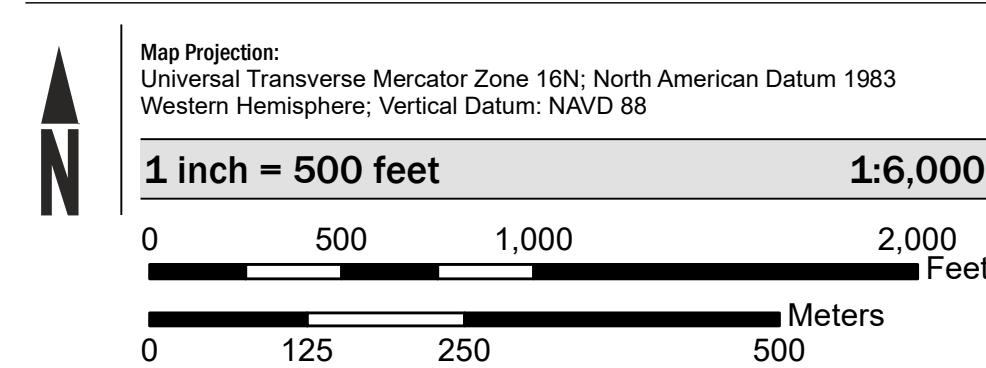 N
Map Projection:
Universal Transverse Mercator Zone 16N; North American Datum 1983
Western Hemisphere; Vertical Datum: NAVD 88
1 inch = 500 feet 1:6,000
0 500 1,000 2,000
Feet
Meters
0 125 250 500